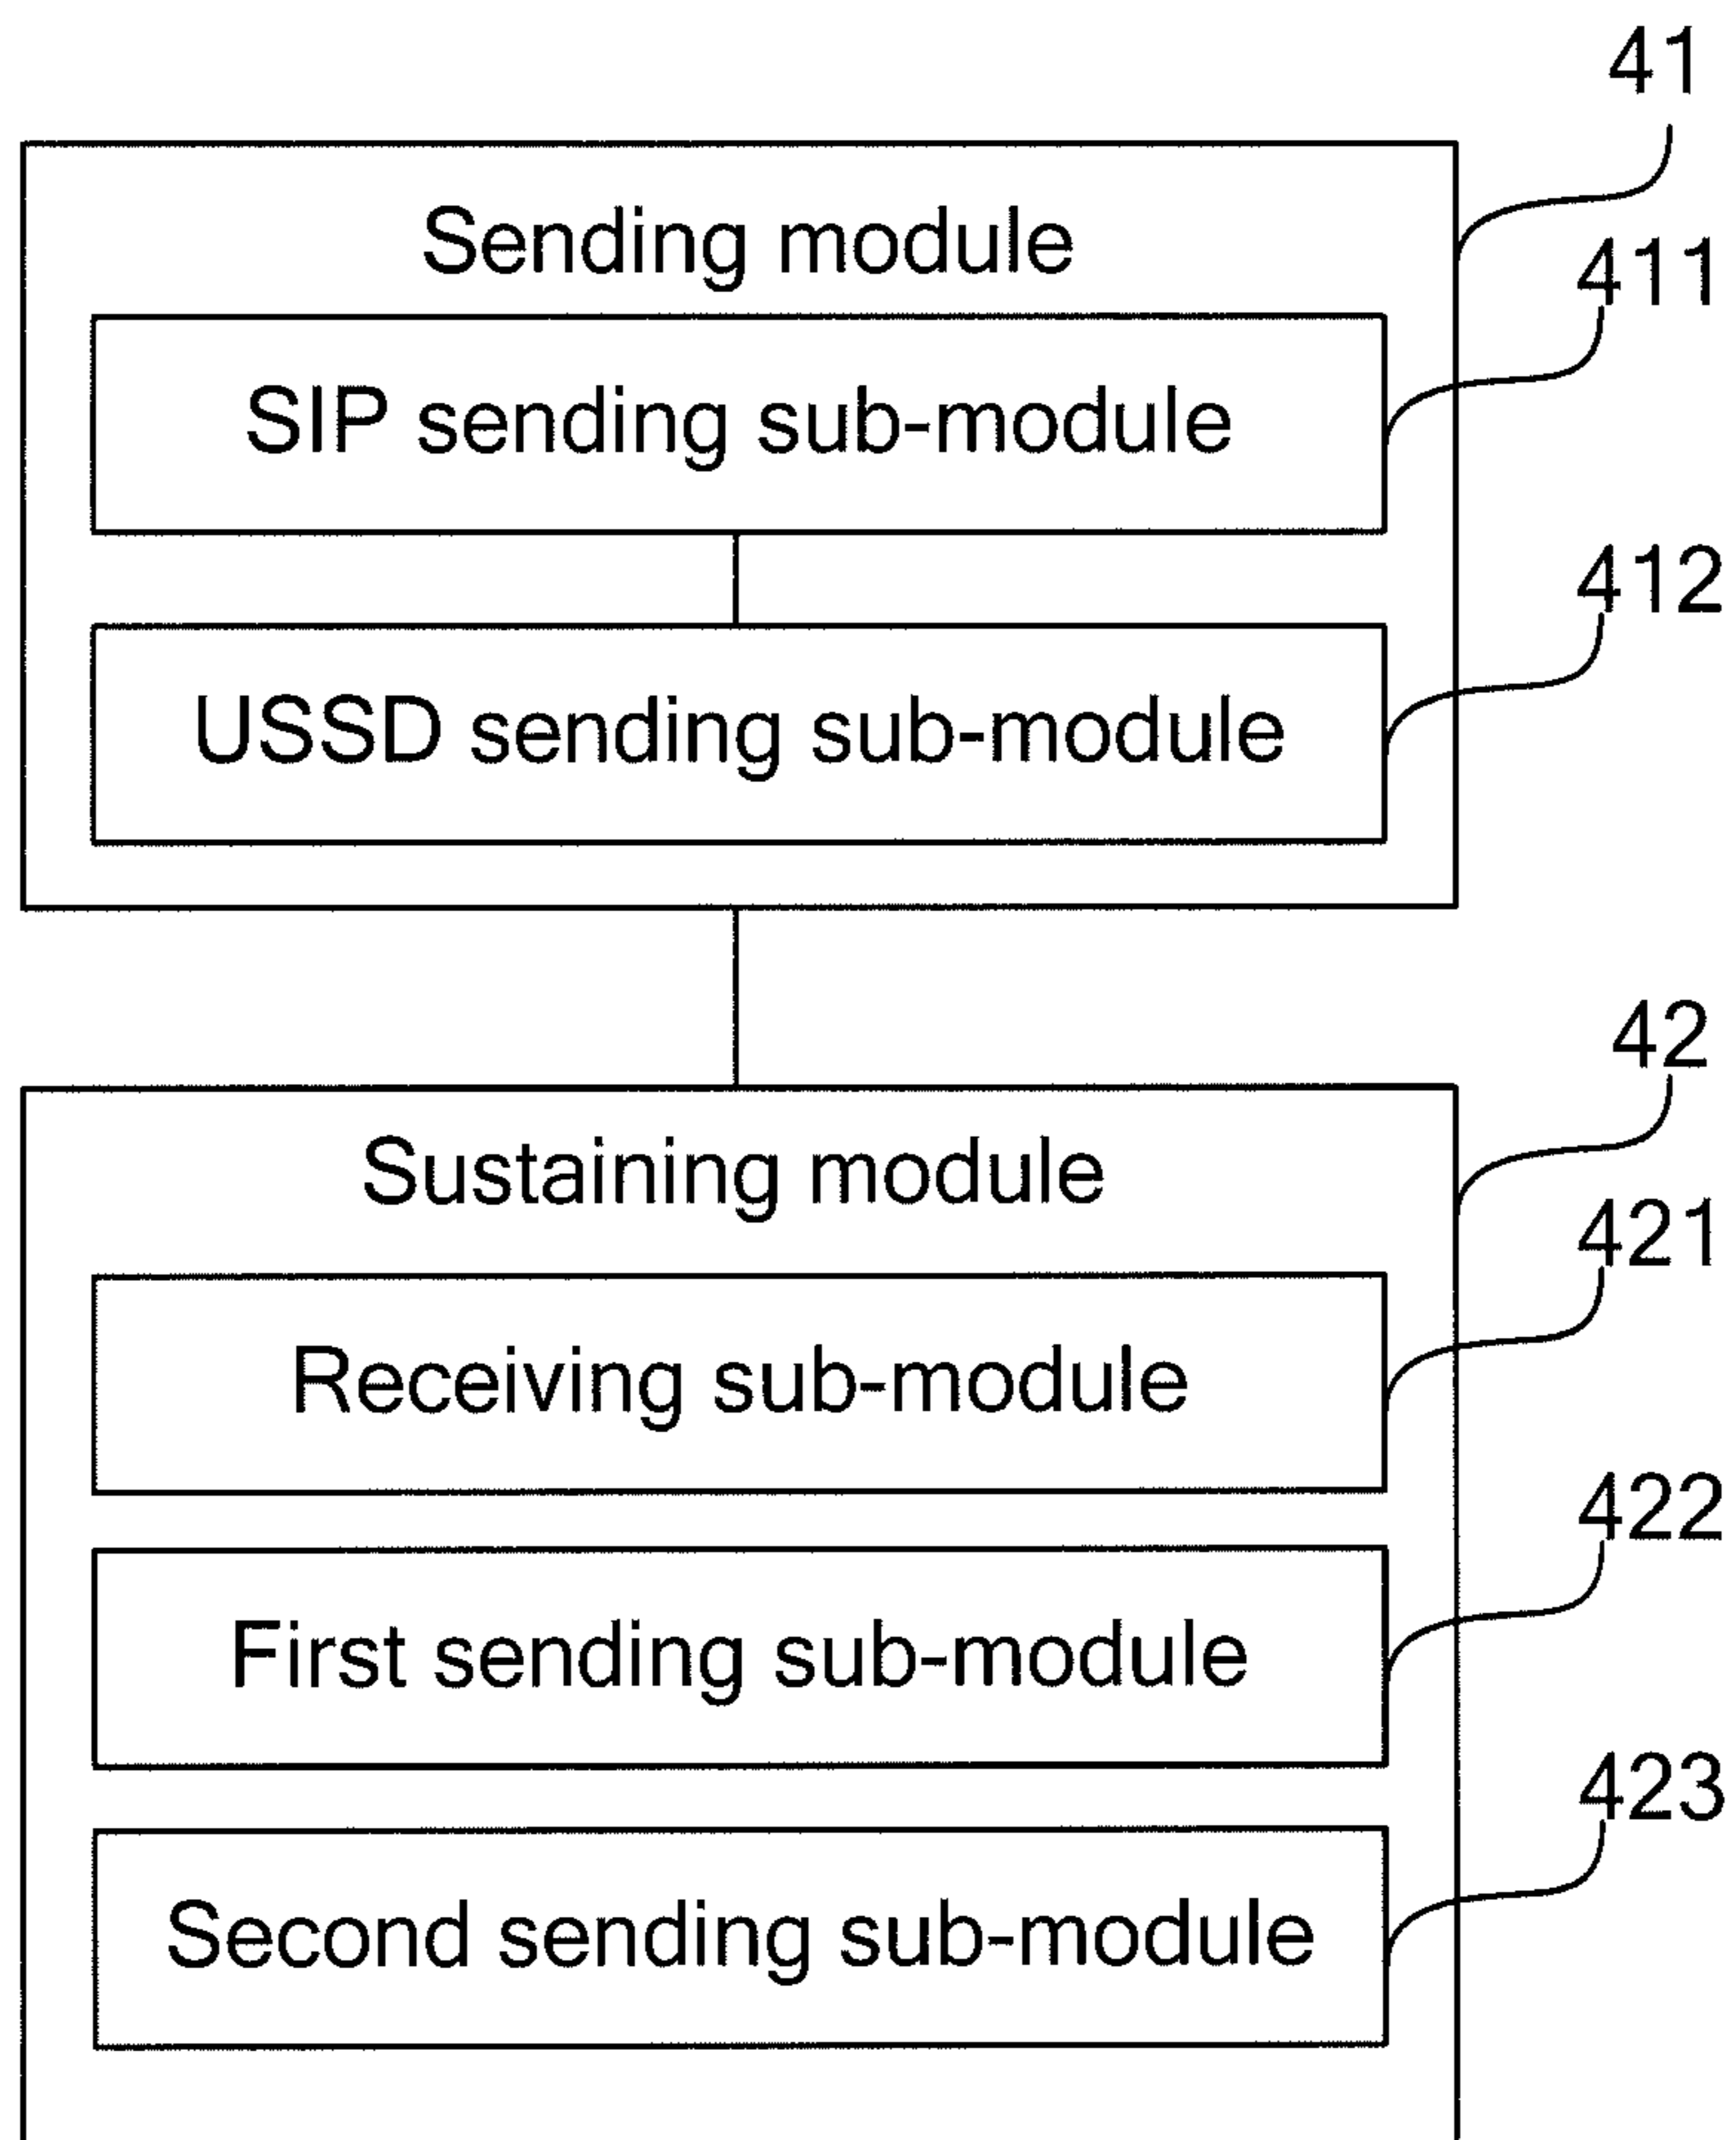 41
Sending module
411
SIP sending sub-module
412
USSD sending sub-module
42
Sustaining module
421
Receiving sub-module
422
First sending sub-module
423
Second sending sub-module